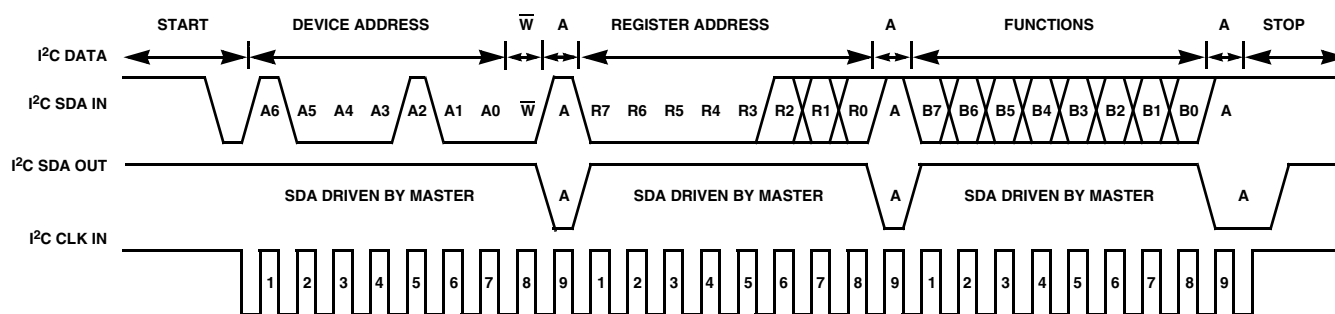 START DEVICE ADDRESS W̅ A REGISTER ADDRESS A FUNCTIONS A STOP
I²C DATA
I²C SDA IN A6 A5 A4 A3 A2 A1 A0 W̅ A R7 R6 R5 R4 R3 R2 R1 R0 A B7 B6 B5 B4 B3 B2 B1 B0 A
I²C SDA OUT
SDA DRIVEN BY MASTER A SDA DRIVEN BY MASTER A SDA DRIVEN BY MASTER A
I²C CLK IN
1 2 3 4 5 6 7 8 9 1 2 3 4 5 6 7 8 9 1 2 3 4 5 6 7 8 9